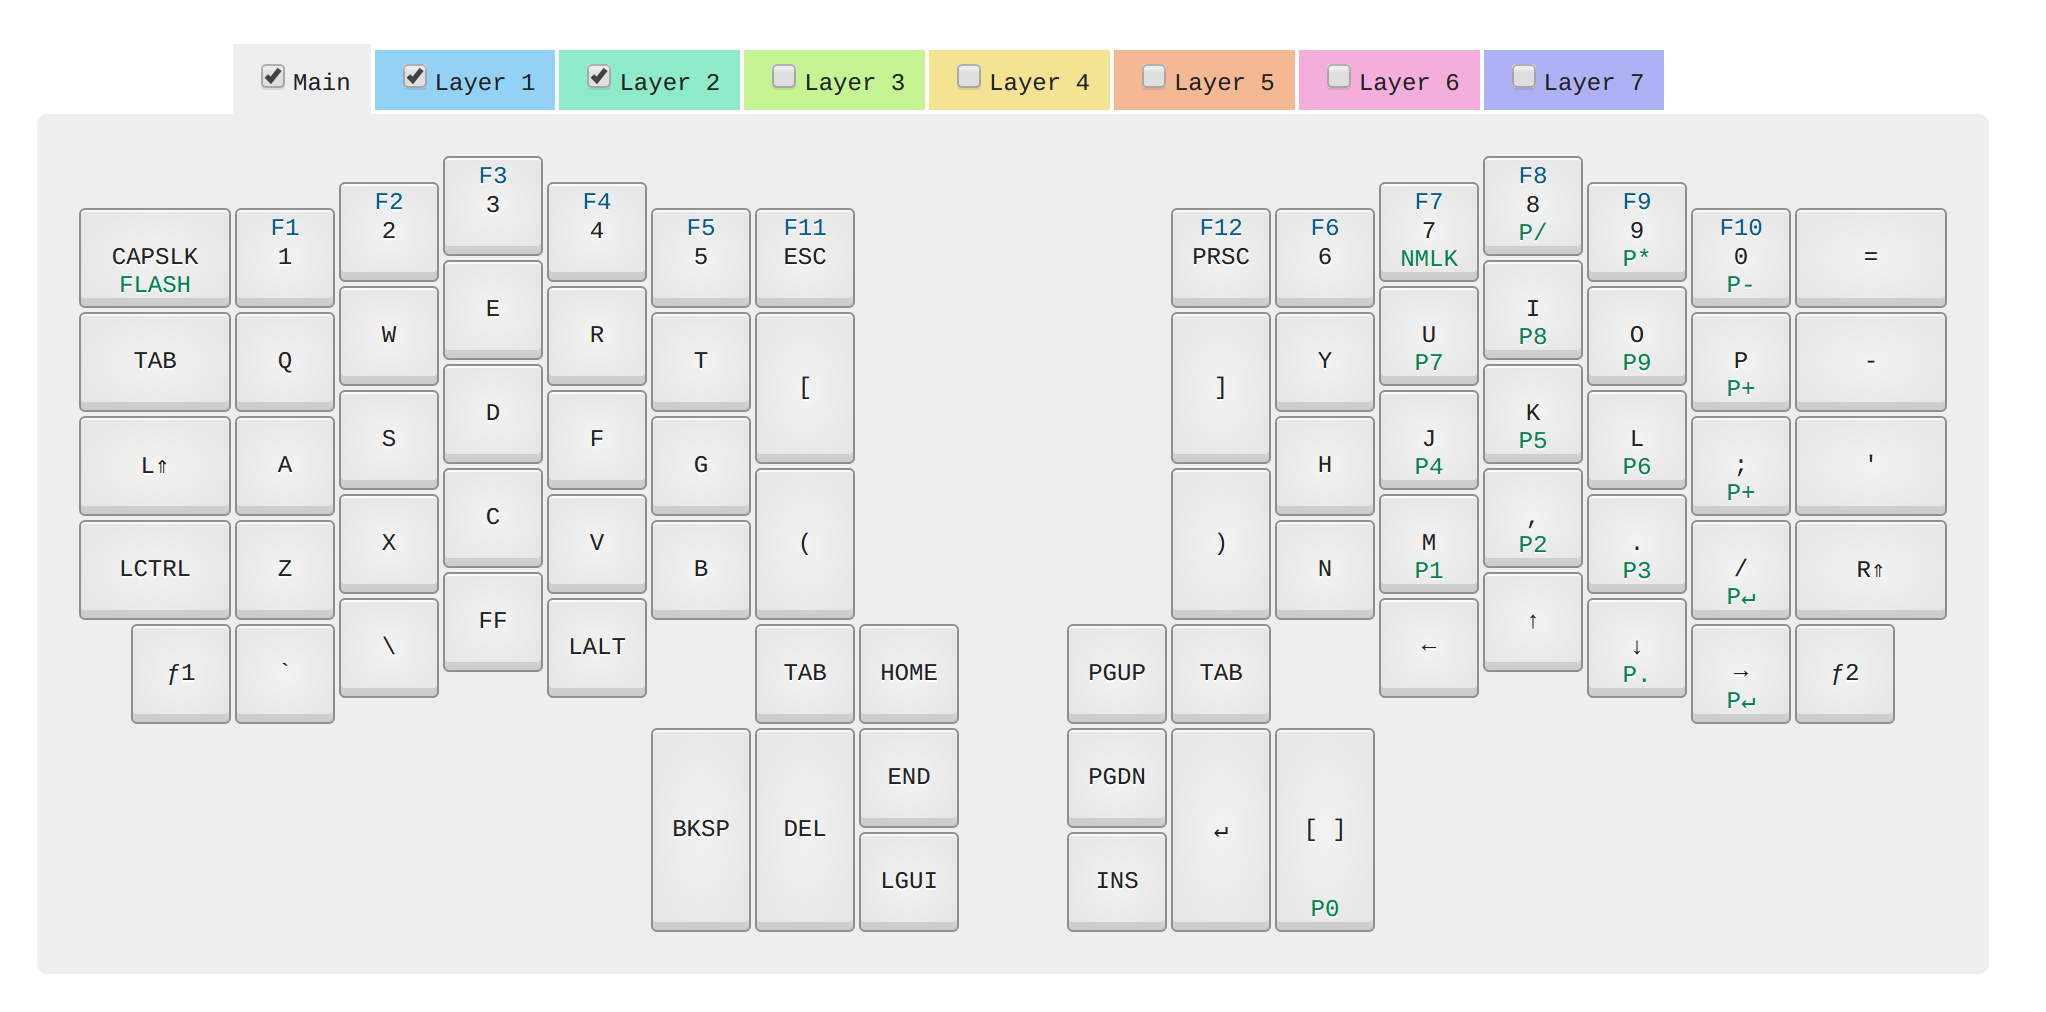 Main Layer 1 Layer 2 Layer 3 Layer 4 Layer 5 Layer 6 Layer 7
CAPSLK
FLASH
F1
1
F2
2
F3
3
F4
4
F5
5
F11
ESC
TAB
Q
W
E
R
T
[
L⇑
A
S
D
F
G
LCTRL
Z
X
C
V
B
(
ƒ1
`
\
FF
LALT
TAB
HOME
BKSP
DEL
END
LGUI
F12
PRSC
F6
6
F7
7
NMLK
F8
8
P/
F9
9
P*
F10
0
P-
=
]
Y
U
P7
I
P8
O
P9
P
P+
-
H
J
P4
K
P5
L
P6
;
P+
'
)
N
M
P1
,
P2
.
P3
/
P↵
R⇑
PGUP
TAB
←
↑
↓
P.
→
P↵
ƒ2
PGDN
↵
[ ]
P0
INS